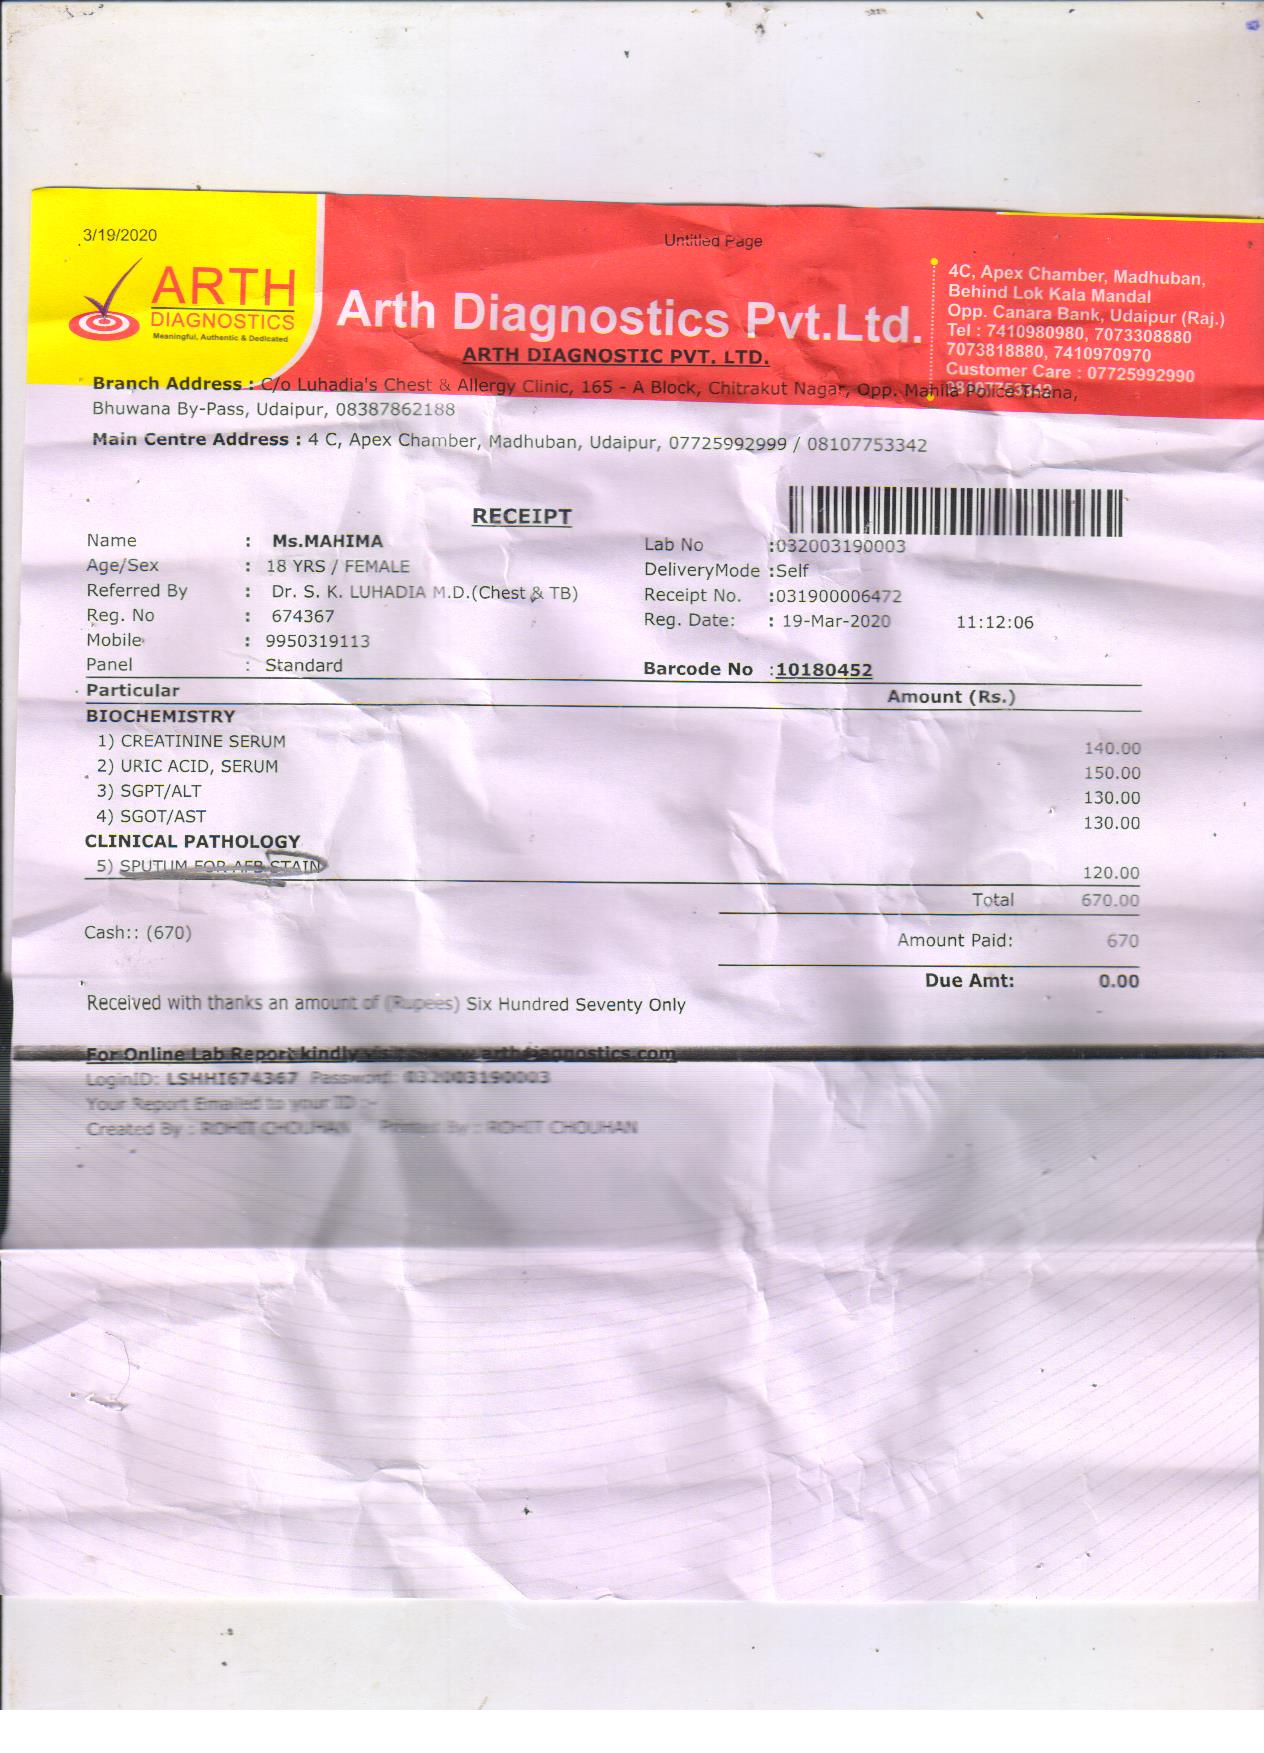 3/19/2020
Untitled Page
ARTH
DIAGNOSTICS
Meaningful, Authentic & Dedicated
Arth Diagnostics Pvt.Ltd.
4C, Apex Chamber, Madhuban,
Behind Lok Kala Mandal
Opp. Canara Bank, Udaipur (Raj.)
Tel : 7410980980, 7073308880
7073818880, 7410970970
Customer Care : 07725992990
ARTH DIAGNOSTIC PVT. LTD.
Branch Address : C/o Luhadia's Chest & Allergy Clinic, 165 - A Block, Chitrakut Nagar, Opp. Mahila Police Thana,
Bhuwana By-Pass, Udaipur, 08387862188
Main Centre Address : 4 C, Apex Chamber, Madhuban, Udaipur, 07725992999 / 08107753342
RECEIPT
Name : Ms.MAHIMA
Lab No :032003190003
Age/Sex : 18 YRS / FEMALE
DeliveryMode :Self
Referred By : Dr. S. K. LUHADIA M.D.(Chest & TB)
Receipt No. :031900006472
Reg. No : 674367
Reg. Date: : 19-Mar-2020 11:12:06
Mobile : 9950319113
Panel : Standard
Barcode No :10180452
Particular Amount (Rs.)
BIOCHEMISTRY
1) CREATININE SERUM 140.00
2) URIC ACID, SERUM 150.00
3) SGPT/ALT 130.00
4) SGOT/AST 130.00
CLINICAL PATHOLOGY
5) SPUTUM FOR AFB STAIN 120.00
Total 670.00
Cash:: (670)
Amount Paid: 670
Due Amt: 0.00
Received with thanks an amount of (Rupees) Six Hundred Seventy Only
For Online Lab Report kindly visit arthdiagnostics.com
LoginID: LSHHI674367 Password: 032003190003
Your Report Emailed to your ID :-
Created By : ROHIT CHOUHAN Printed By : ROHIT CHOUHAN